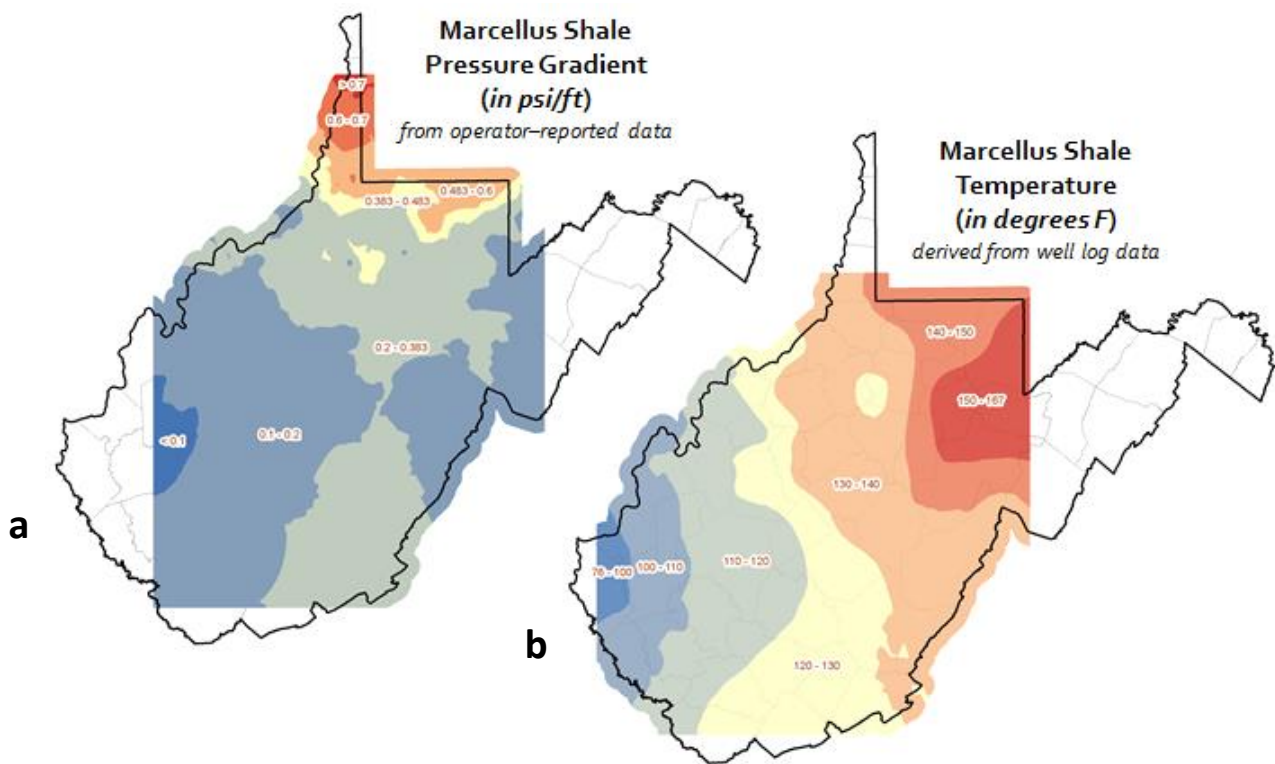 Marcellus Shale
Pressure Gradient
(in psi/ft)
from operator–reported data
> 0.7
0.6 - 0.7
0.483 - 0.6
0.383 - 0.483
0.2 - 0.383
0.1 - 0.2
< 0.1
a
Marcellus Shale
Temperature
(in degrees F)
derived from well log data
140 - 150
150 - 167
130 - 140
110 - 120
100 - 110
76 - 100
120 - 130
b